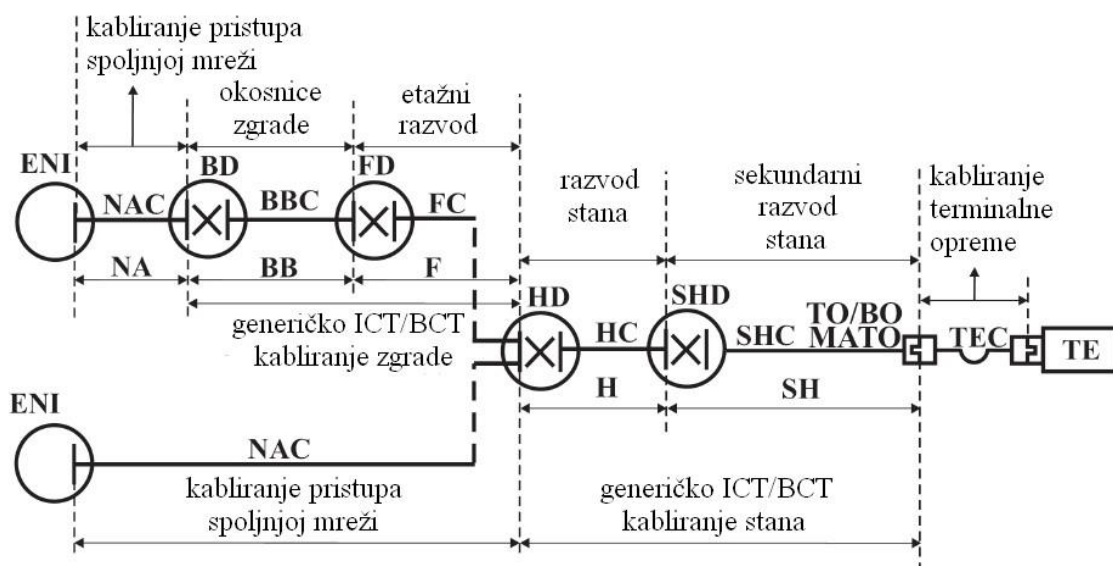 kabliranje pristupa
spoljnjoj mreži
okosnice
zgrade
etažni
razvod
ENI
BD
FD
NAC
BBC
FC
NA
BB
F
razvod
stana
sekundarni
razvod
stana
kabliranje
terminalne
opreme
generičko ICT/BCT
kabliranje zgrade
HD
SHD
TO/BO
MATO
HC
SHC
TEC
TE
H
SH
ENI
NAC
kabliranje pristupa
spoljnjoj mreži
generičko ICT/BCT
kabliranje stana